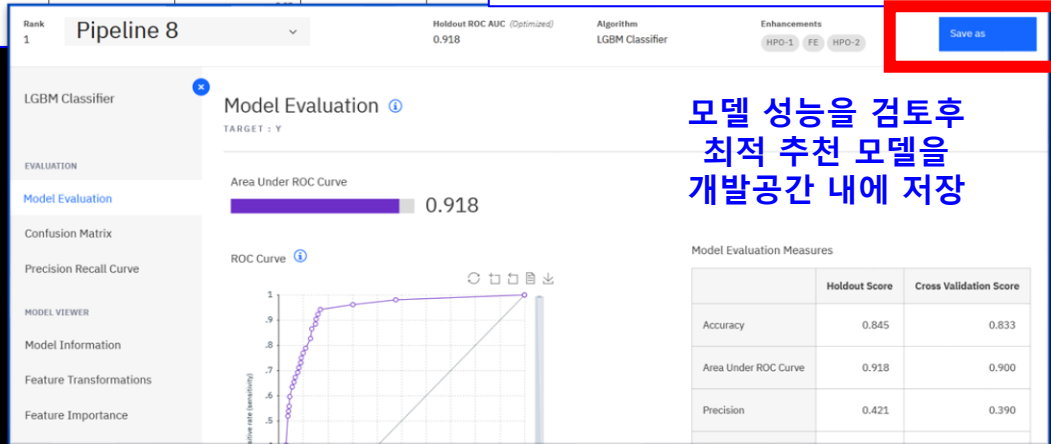 Rank
1
Pipeline 8
Holdout ROC AUC (Optimized)
0.918
Algorithm
LGBM Classifier
Enhancements
HPO-1 FE HPO-2
Save as
LGBM Classifier
EVALUATION
Model Evaluation
Confusion Matrix
Precision Recall Curve
MODEL VIEWER
Model Information
Feature Transformations
Feature Importance
Model Evaluation
TARGET : Y
모델 성능을 검토후
최적 추천 모델을
개발공간 내에 저장
Area Under ROC Curve
0.918
ROC Curve
1
.9
.8
.7
.6
.5
(sensitivity)
Model Evaluation Measures
Holdout Score Cross Validation Score
Accuracy 0.845 0.833
Area Under ROC Curve 0.918 0.900
Precision 0.421 0.390